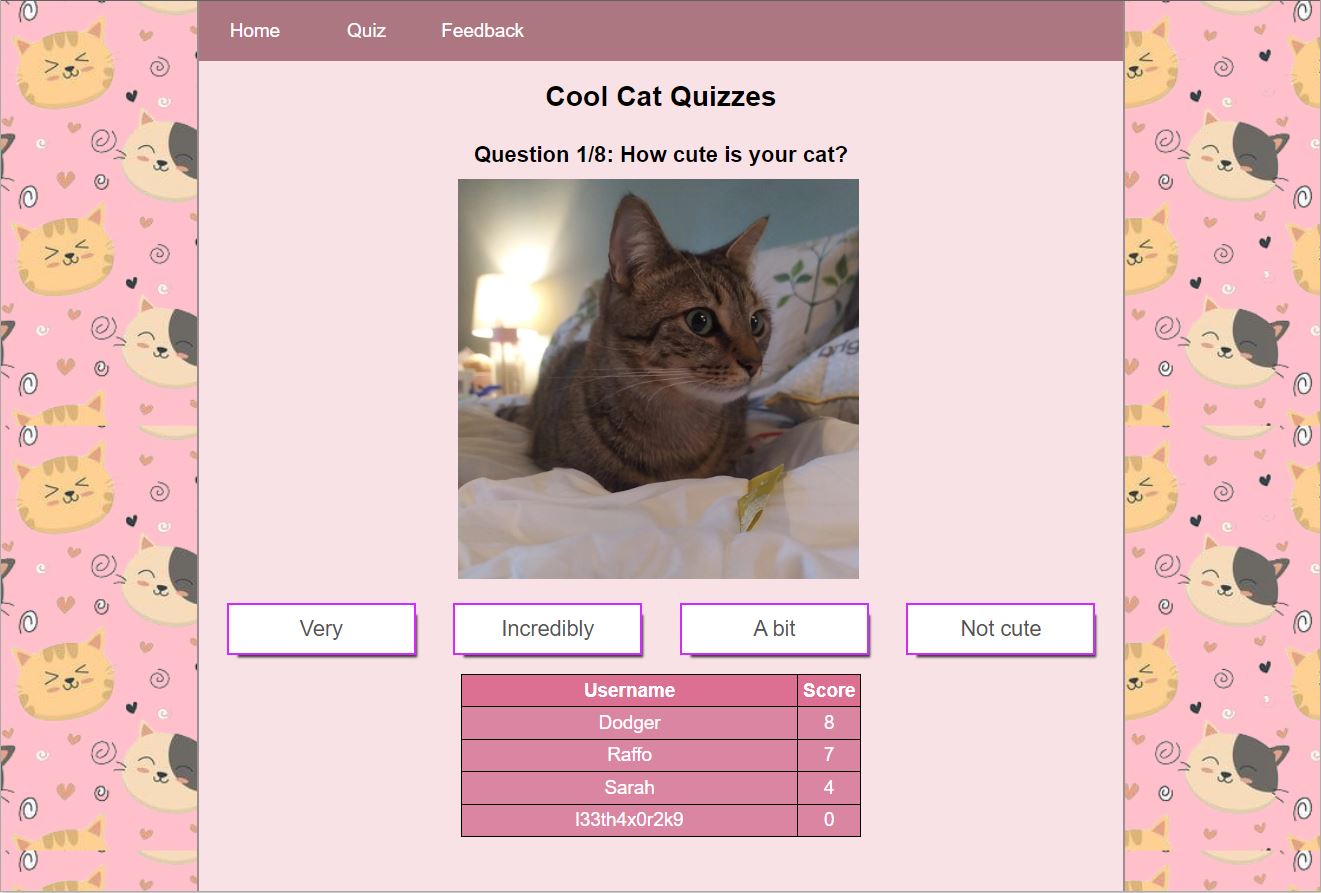 Home Quiz Feedback
Cool Cat Quizzes
Question 1/8: How cute is your cat?
Very Incredibly A bit Not cute
Username Score
Dodger 8
Raffo 7
Sarah 4
l33th4x0r2k9 0